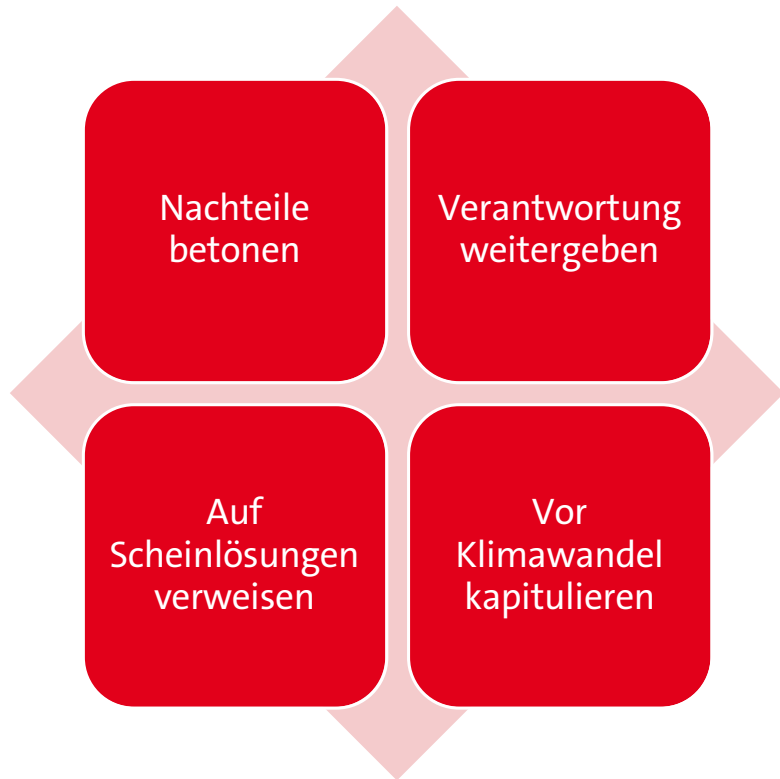 Nachteile
betonen
Verantwortung
weitergeben
Auf
Scheinlösungen
verweisen
Vor
Klimawandel
kapitulieren